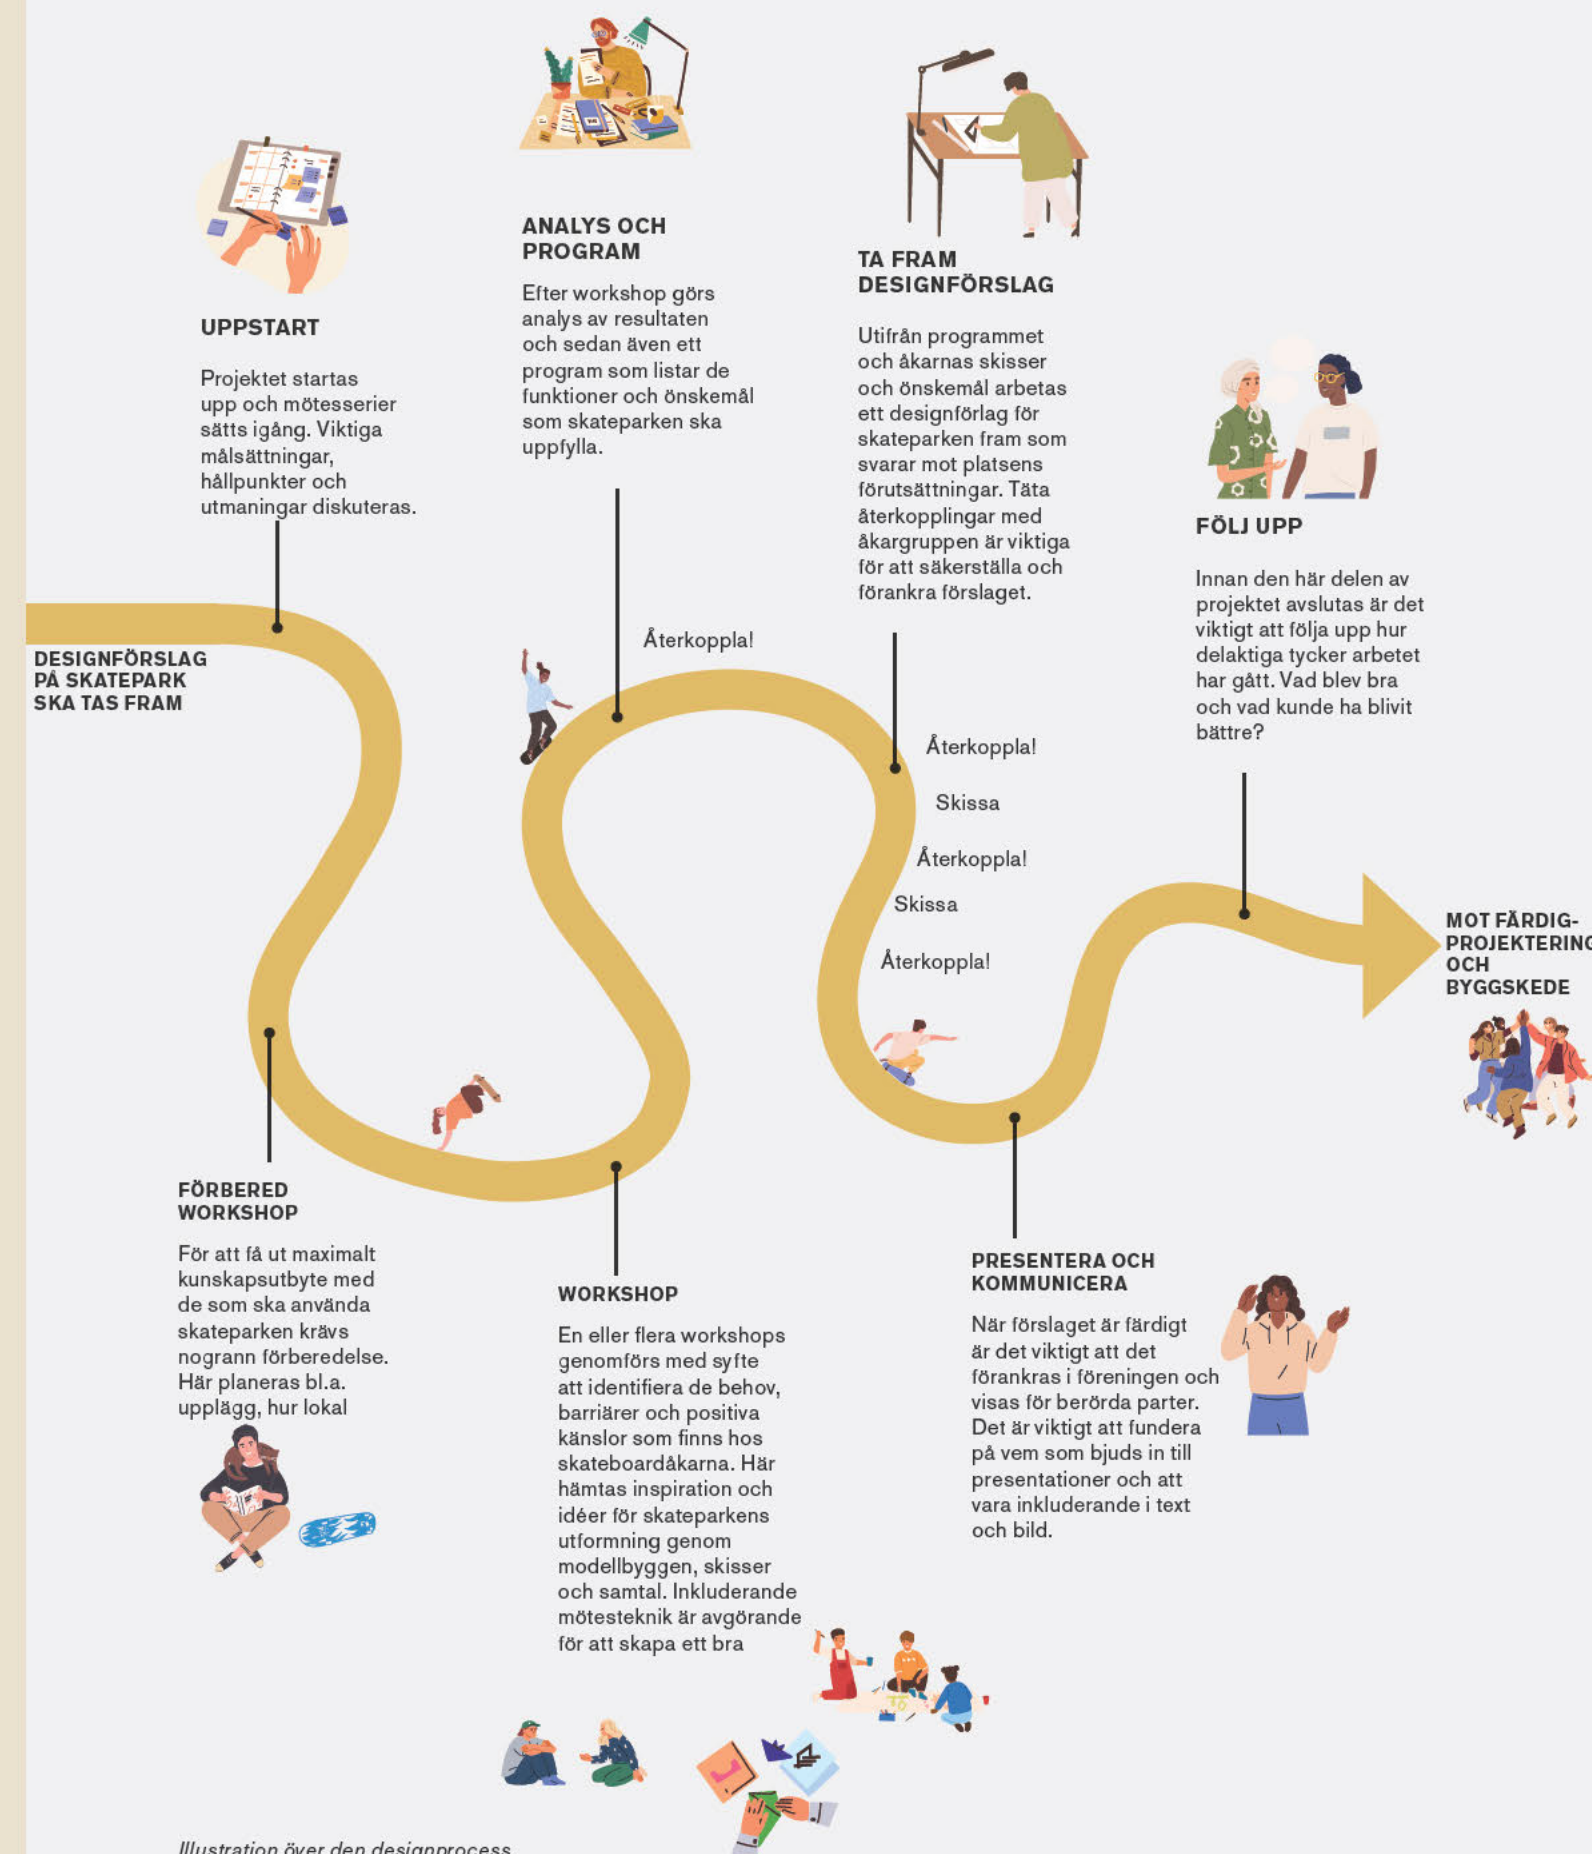 ANALYS OCH
PROGRAM
Efter workshop görs
analys av resultaten
och sedan även ett
program som listar de
funktioner och önskemål
som skateparken ska
uppfylla.
TA FRAM
DESIGNFÖRSLAG
Utifrån programmet
och åkarnas skisser
och önskemål arbetas
ett designförlag för
skateparken fram som
svarar mot platsens
förutsättningar. Täta
återkopplingar med
åkargruppen är viktiga
för att säkerställa och
förankra förslaget.
UPPSTART
Projektet startas
upp och mötesserier
sätts igång. Viktiga
målsättningar,
hållpunkter och
utmaningar diskuteras.
FÖLJ UPP
Innan den här delen av
projektet avslutas är det
viktigt att följa upp hur
delaktiga tycker arbetet
har gått. Vad blev bra
och vad kunde ha blivit
bättre?
DESIGNFÖRSLAG
PÅ SKATEPARK
SKA TAS FRAM
Återkoppla!
Återkoppla!
Skissa
Återkoppla!
Skissa
Återkoppla!
MOT FÄRDIG-
PROJEKTERING
OCH
BYGGSKEDE
FÖRBERED
WORKSHOP
För att få ut maximalt
kunskapsutbyte med
de som ska använda
skateparken krävs
nogrann förberedelse.
Här planeras bl.a.
upplägg, hur lokal
WORKSHOP
En eller flera workshops
genomförs med syfte
att identifiera de behov,
barriärer och positiva
känslor som finns hos
skateboardåkarna. Här
hämtas inspiration och
idéer för skateparkens
utformning genom
modellbyggen, skisser
och samtal. Inkluderande
mötesteknik är avgörande
för att skapa ett bra
PRESENTERA OCH
KOMMUNICERA
När förslaget är färdigt
är det viktigt att det
förankras i föreningen och
visas för berörda parter.
Det är viktigt att fundera
på vem som bjuds in till
presentationer och att
vara inkluderande i text
och bild.
Illustration över den designprocess